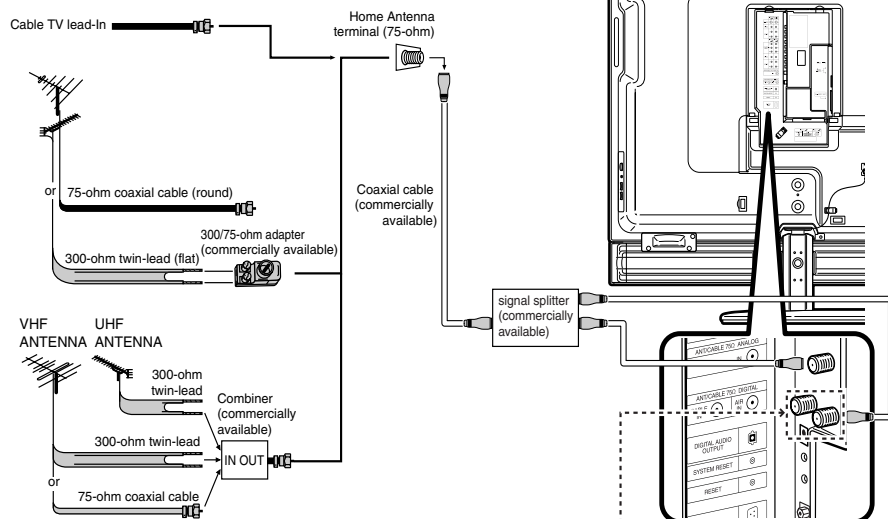 Cable TV lead-In
Home Antenna
terminal (75-ohm)
or
75-ohm coaxial cable (round)
300/75-ohm adapter
(commercially available)
300-ohm twin-lead (flat)
Coaxial cable
(commercially
available)
signal splitter
(commercially
available)
VHF
ANTENNA
UHF
ANTENNA
300-ohm
twin-lead
Combiner
(commercially
available)
300-ohm twin-lead
IN OUT
or
75-ohm coaxial cable
ANT/CABLE 75Ω ANALOG
IN
ANT/CABLE 75Ω DIGITAL
IN
AIR
IN
DIGITAL AUDIO
OUTPUT
SYSTEM RESET
RESET